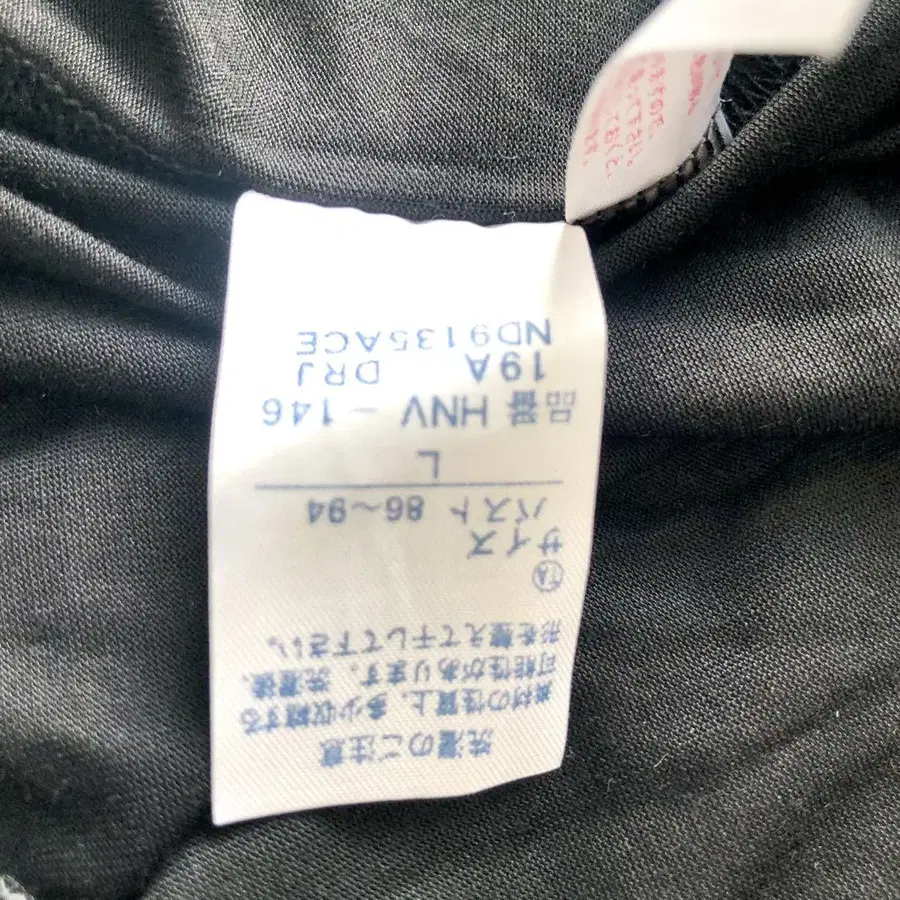 洗濯のご注意
素材の性質上、多少収縮する
可能性があります。洗濯後、
形を整えて干して下さい。
TA
サイズ
バスト 86~94
L
品番 HNV - 146
19A DRJ
ND9135ACE